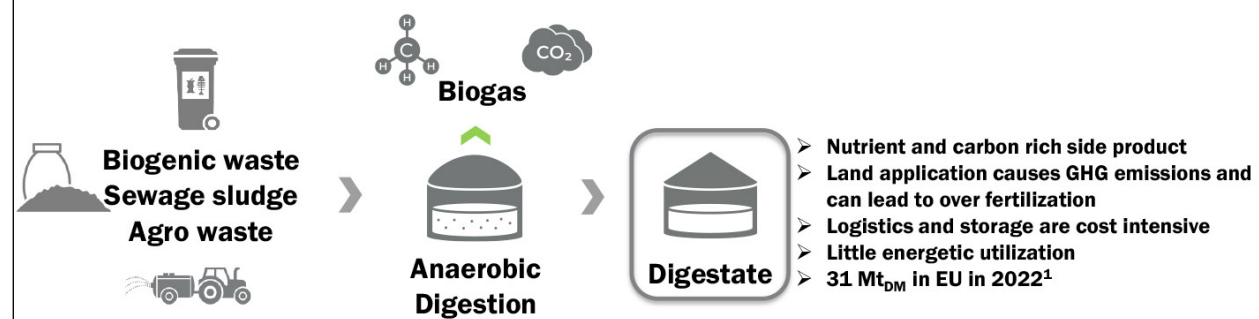 Biogenic waste
Sewage sludge
Agro waste
H
H C H
H
CO₂
Biogas
Anaerobic
Digestion
Digestate
➤ Nutrient and carbon rich side product
➤ Land application causes GHG emissions and
can lead to over fertilization
➤ Logistics and storage are cost intensive
➤ Little energetic utilization
➤ 31 Mt_DM in EU in 2022¹